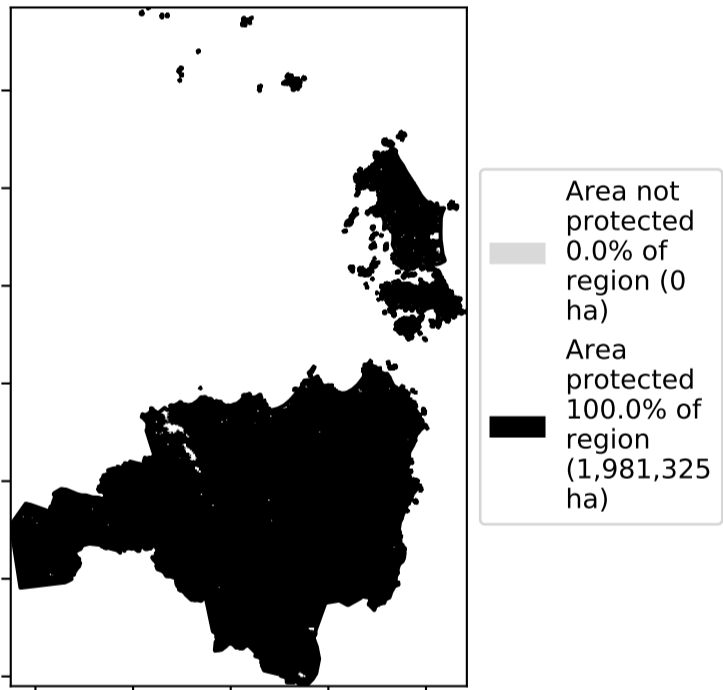 Area not
protected
0.0% of
region (0
ha)
Area
protected
100.0% of
region
(1,981,325
ha)